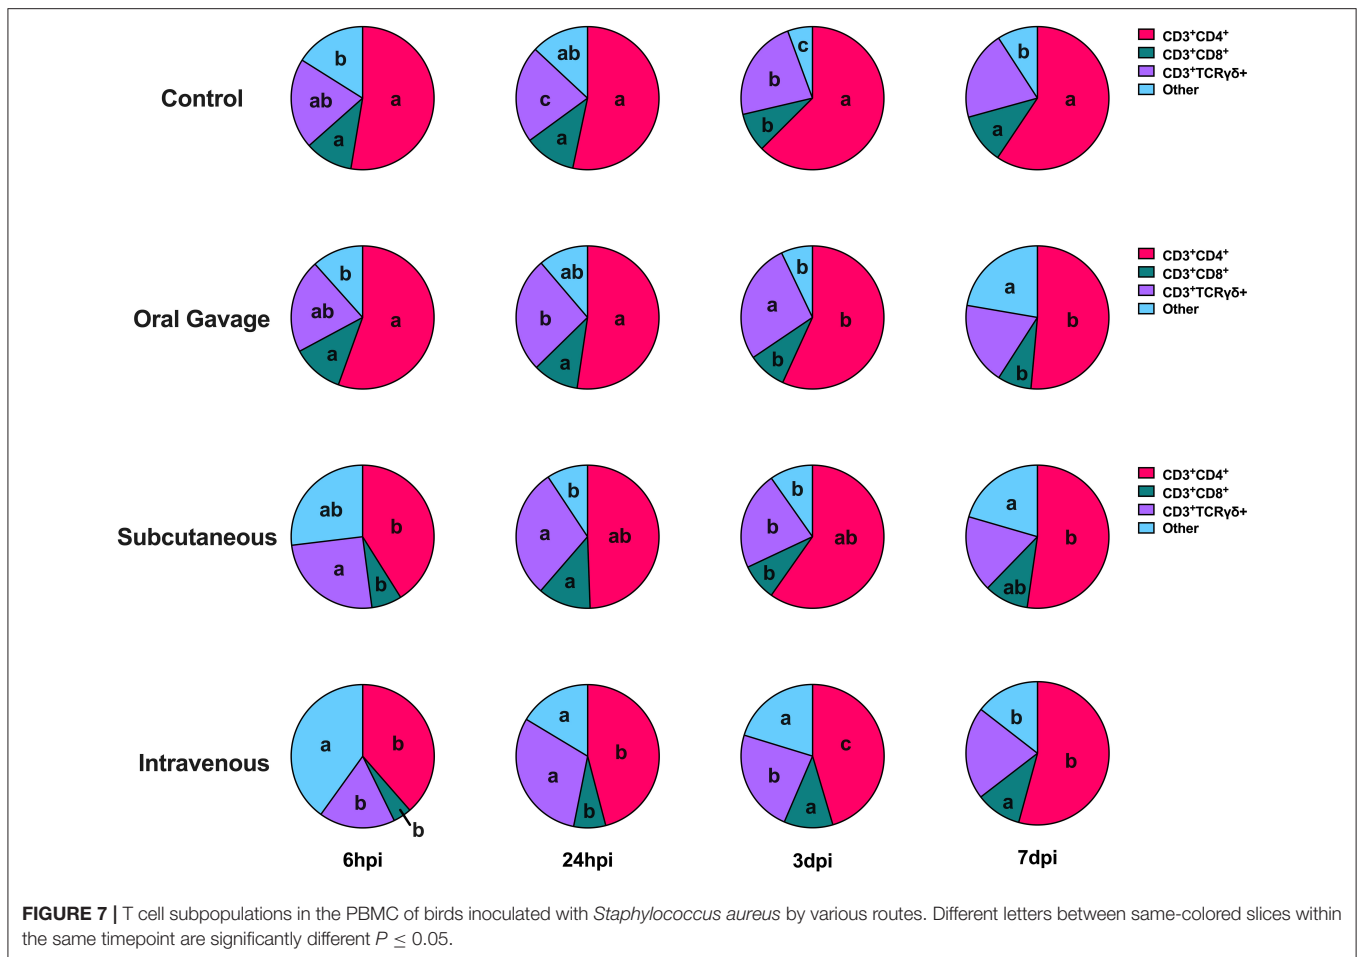 b
ab
a
a
ab
c
a
a
c
b
b
a
b
a
a
CD3⁺CD4⁺
CD3⁺CD8⁺
CD3⁺TCRγδ+
Other
Control
b
ab
a
a
ab
b
a
a
b
a
b
b
a
b
b
CD3⁺CD4⁺
CD3⁺CD8⁺
CD3⁺TCRγδ+
Other
Oral Gavage
ab
b
a
b
b
a
ab
a
b
b
ab
b
a
b
ab
CD3⁺CD4⁺
CD3⁺CD8⁺
CD3⁺TCRγδ+
Other
Subcutaneous
a
b
b
b
a
a
b
b
a
b
c
a
b
b
a
Intravenous
6hpi
24hpi
3dpi
7dpi
FIGURE 7 | T cell subpopulations in the PBMC of birds inoculated with Staphylococcus aureus by various routes. Different letters between same-colored slices within
the same timepoint are significantly different P ≤ 0.05.